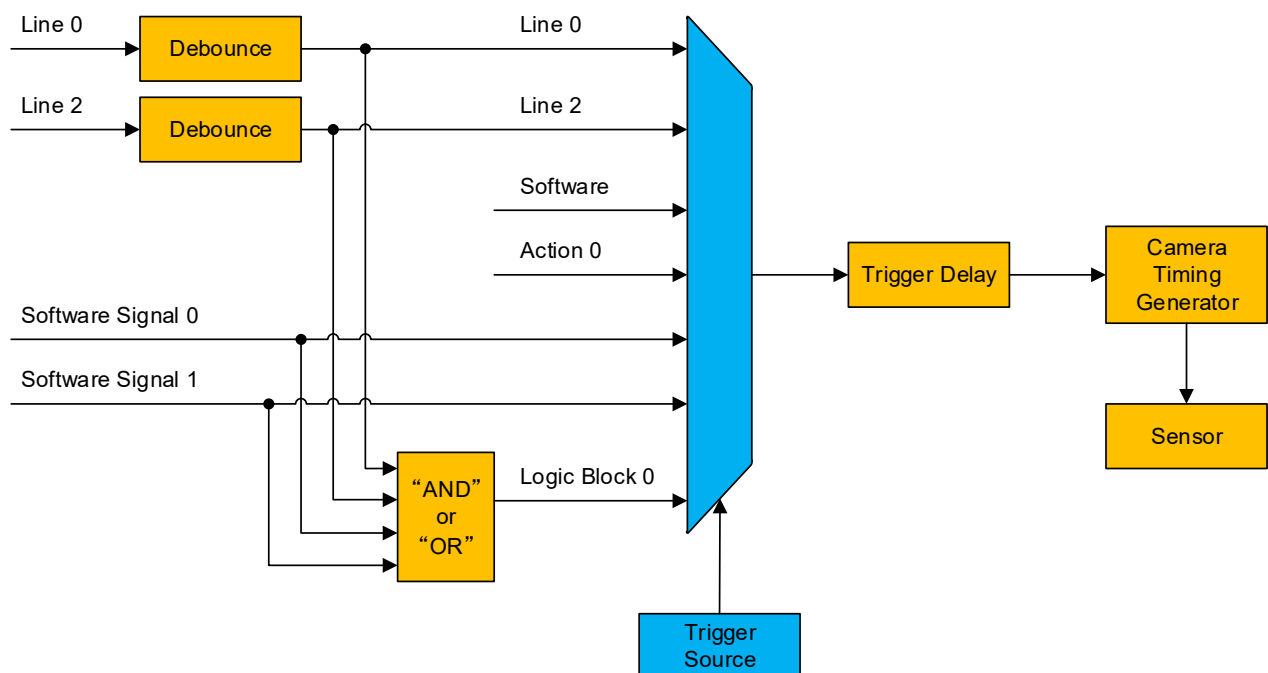 Line 0
Debounce
Line 0
Line 2
Debounce
Line 2
Software
Action 0
Trigger Delay
Camera
Timing
Generator
Software Signal 0
Software Signal 1
Sensor
“AND”
or
“OR”
Logic Block 0
Trigger
Source